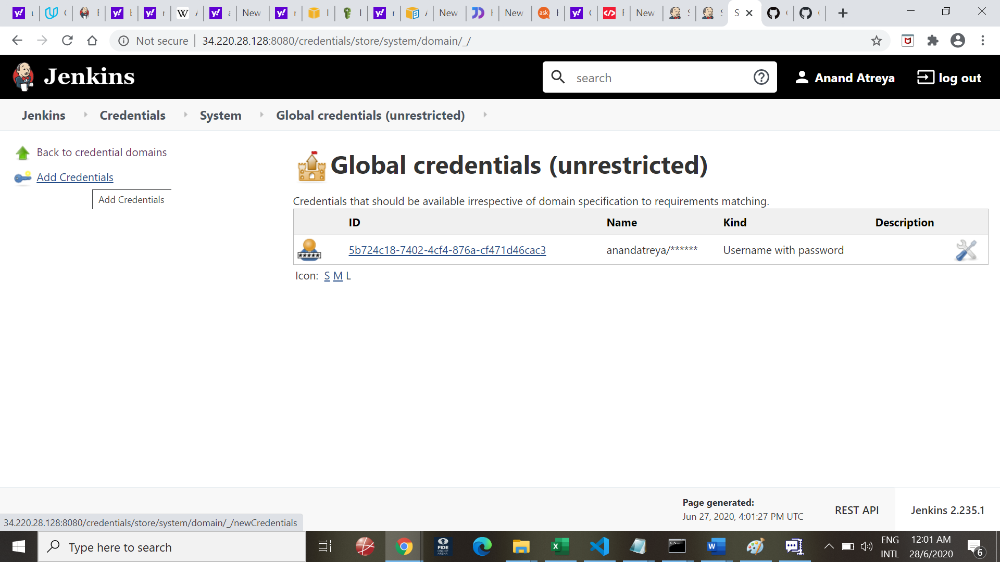 New
New
New
New
S
Not secure
34.220.28.128:8080/credentials/store/system/domain/_/
Jenkins
search
Anand Atreya
log out
Jenkins
Credentials
System
Global credentials (unrestricted)
Back to credential domains
Add Credentials
Add Credentials
Global credentials (unrestricted)
Credentials that should be available irrespective of domain specification to requirements matching.
ID Name Kind Description
5b724c18-7402-4cf4-876a-cf471d46cac3 anandatreya/****** Username with password
Icon: S M L
Page generated:
Jun 27, 2020, 4:01:27 PM UTC
REST API
Jenkins 2.235.1
34.220.28.128:8080/credentials/store/system/domain/_/newCredentials
Type here to search
FIDE
ONLINE
ARENA
ENG
INTL
12:01 AM
28/6/2020
6